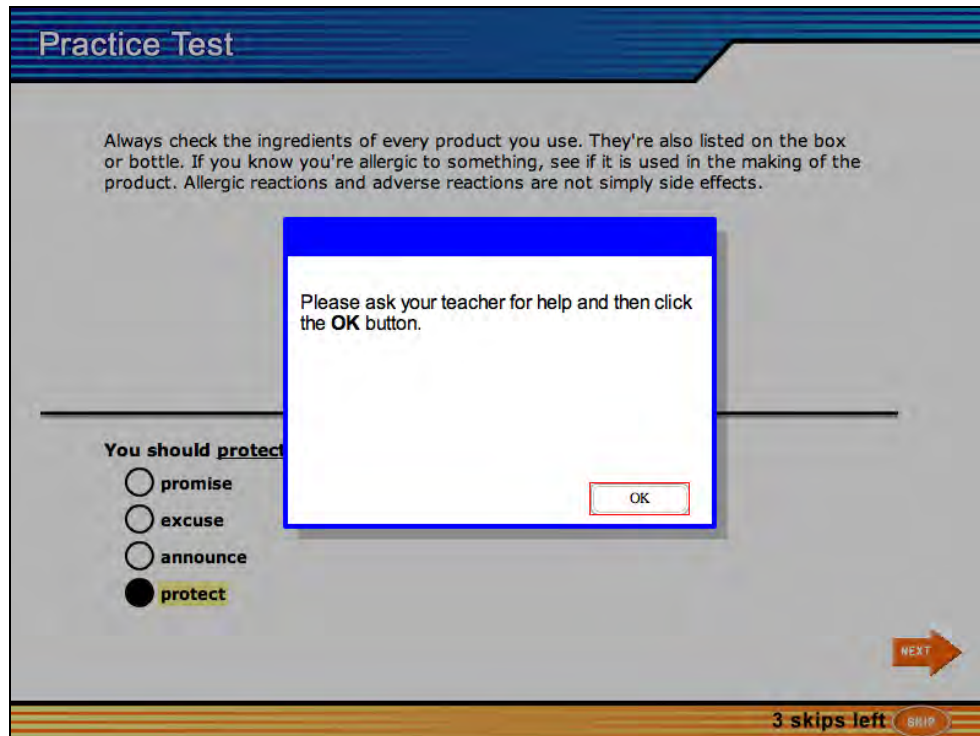 Practice Test
Always check the ingredients of every product you use. They're also listed on the box
or bottle. If you know you're allergic to something, see if it is used in the making of the
product. Allergic reactions and adverse reactions are not simply side effects.
Please ask your teacher for help and then click
the OK button.
OK
You should protect
promise
excuse
announce
protect
NEXT
3 skips left SKIP